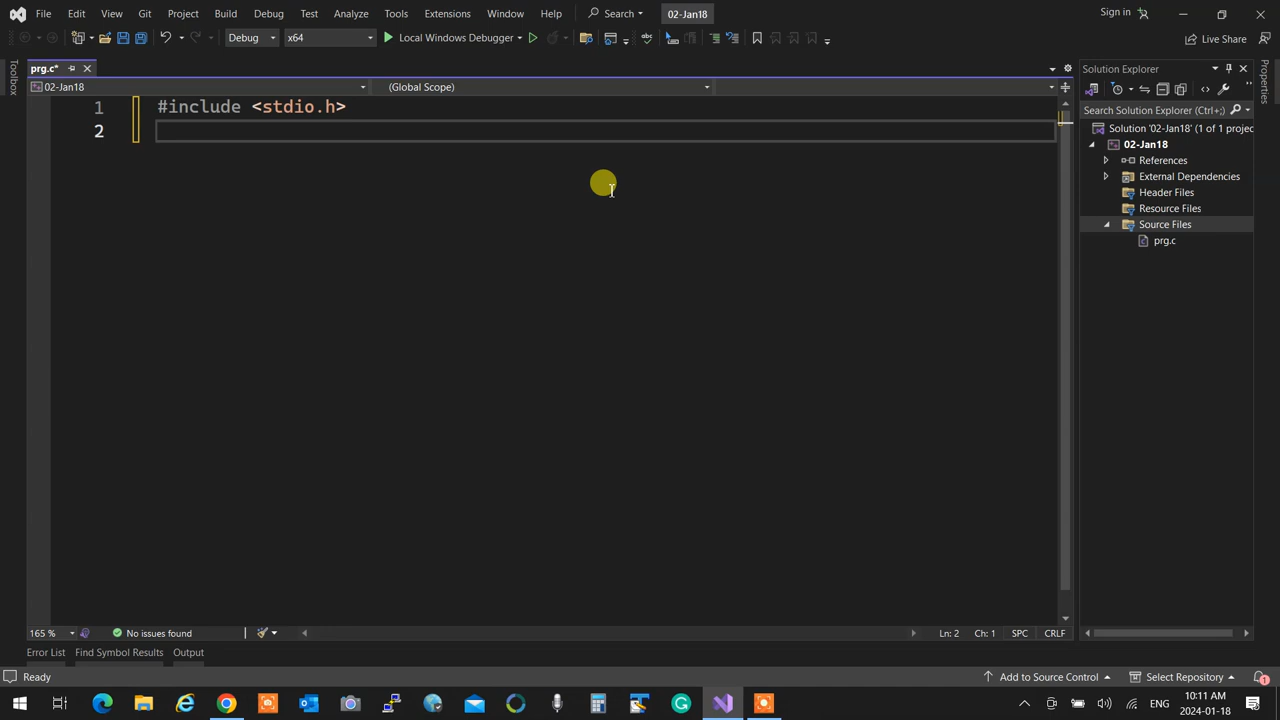 File Edit View Git Project Build Debug Test Analyze Tools Extensions Window Help Search 02-Jan18 Sign in
Debug x64 Local Windows Debugger Live Share
Toolbox
prg.c*
02-Jan18 (Global Scope)
1 #include <stdio.h>
2
Solution Explorer
Search Solution Explorer (Ctrl+;)
Solution '02-Jan18' (1 of 1 projec
02-Jan18
References
External Dependencies
Header Files
Resource Files
Source Files
prg.c
Properties
165 % No issues found Ln: 2 Ch: 1 SPC CRLF
Error List Find Symbol Results Output
Ready Add to Source Control Select Repository 1
ENG 10:11 AM
2024-01-18